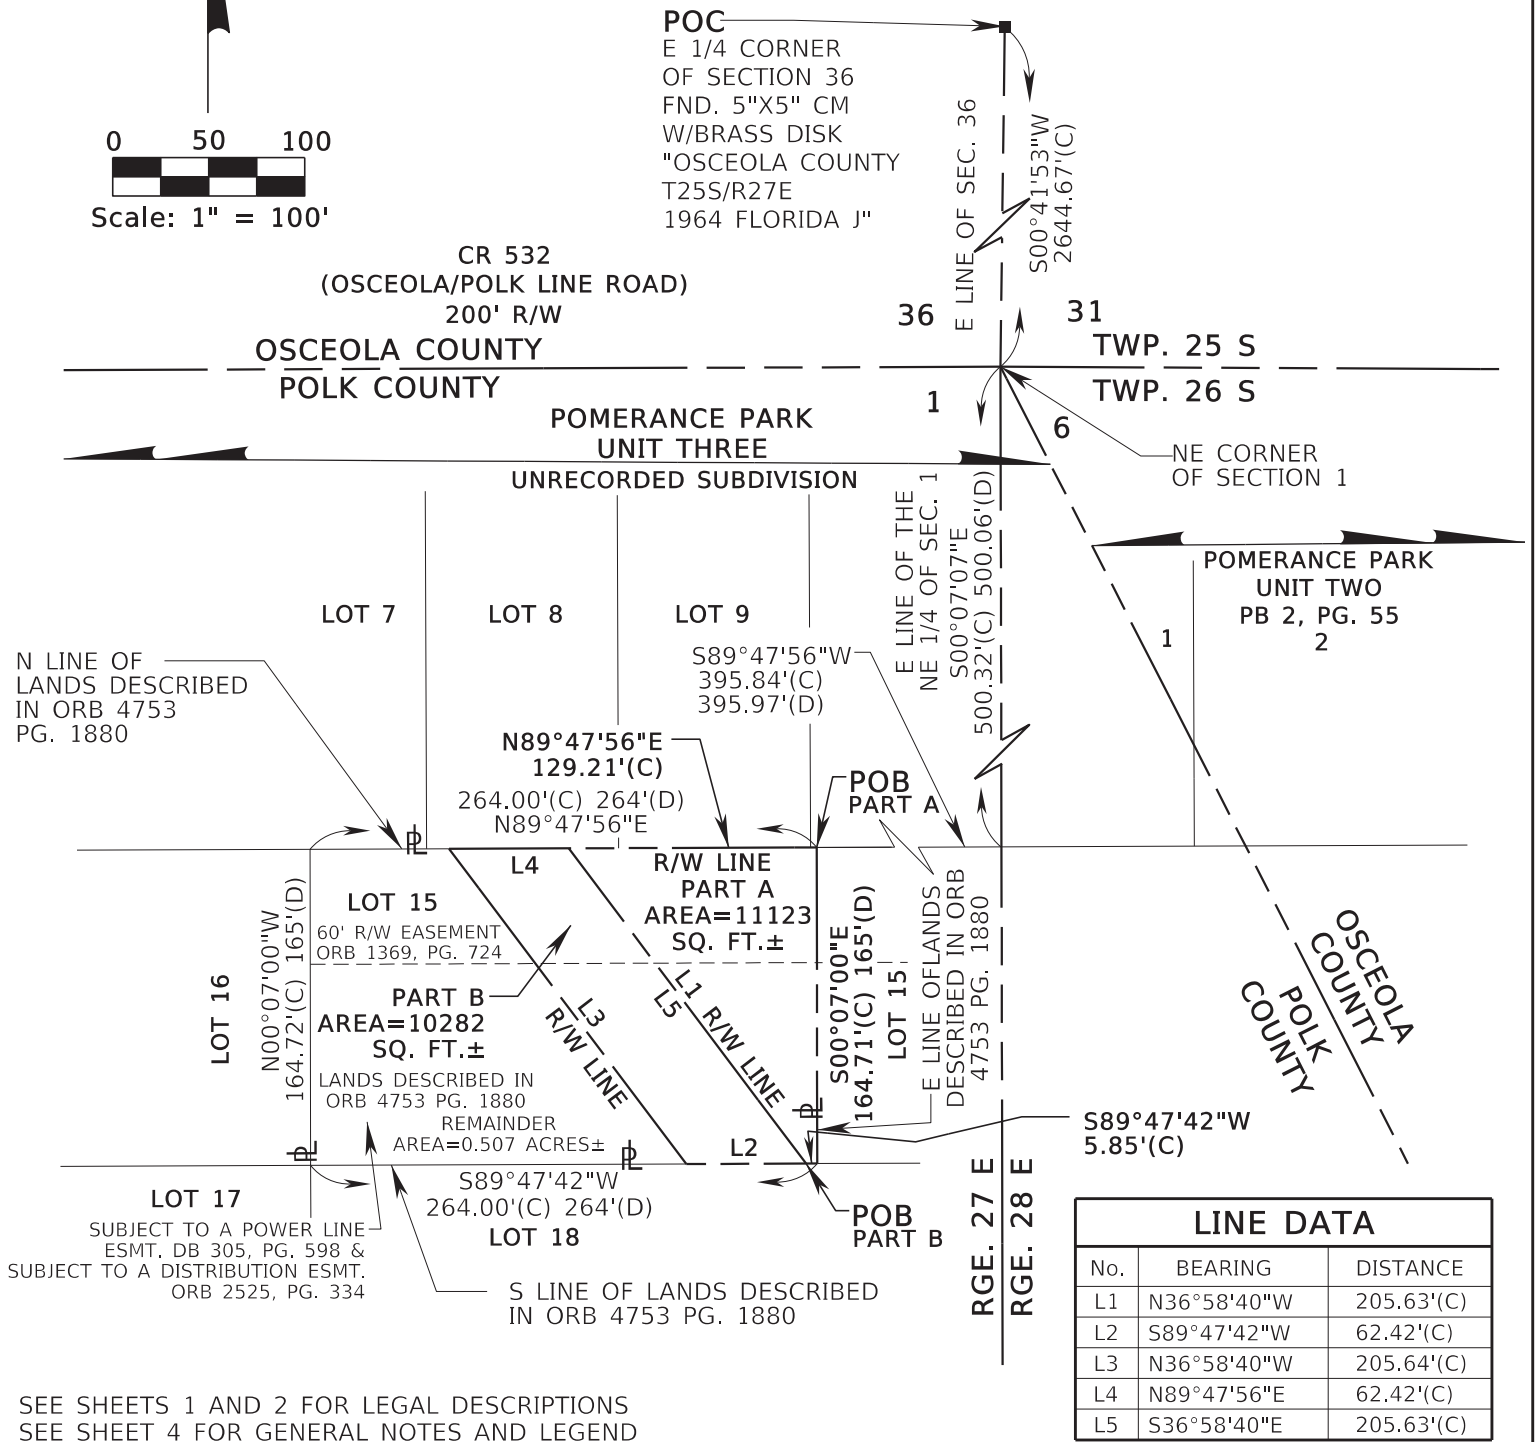 POC
E 1/4 CORNER
OF SECTION 36
FND. 5"X5" CM
W/BRASS DISK
"OSCEOLA COUNTY
T25S/R27E
1964 FLORIDA J"
0 50 100
Scale: 1" = 100'
E LINE OF SEC. 36
S00°41'53"W
2644.67'(C)
CR 532
(OSCEOLA/POLK LINE ROAD)
200' R/W
36
31
OSCEOLA COUNTY
TWP. 25 S
POLK COUNTY
TWP. 26 S
1
6
POMERANCE PARK
UNIT THREE
UNRECORDED SUBDIVISION
NE CORNER
OF SECTION 1
E LINE OF THE
NE 1/4 OF SEC. 1
S00°07'07"E
500.32'(C) 500.06'(D)
POMERANCE PARK
UNIT TWO
PB 2, PG. 55
2
1
LOT 7
LOT 8
LOT 9
N LINE OF
LANDS DESCRIBED
IN ORB 4753
PG. 1880
S89°47'56"W
395.84'(C)
395.97'(D)
N89°47'56"E
129.21'(C)
264.00'(C) 264'(D)
N89°47'56"E
POB
PART A
PL
L4
R/W LINE
PART A
AREA=11123
SQ. FT.±
LOT 15
60' R/W EASEMENT
ORB 1369, PG. 724
LOT 16
N00°07'00"W
164.72'(C) 165'(D)
PART B
AREA=10282
SQ. FT.±
L3
R/W LINE
L1 R/W LINE
L5
S00°07'00"E
164.71'(C) 165'(D)
LOT 15
E LINE OFLANDS
DESCRIBED IN ORB
4753 PG. 1880
OSCEOLA
COUNTY
POLK
COUNTY
LANDS DESCRIBED IN
ORB 4753 PG. 1880
REMAINDER
AREA=0.507 ACRES±
PL
PL
PL
L2
S89°47'42"W
5.85'(C)
S89°47'42"W
264.00'(C) 264'(D)
LOT 17
LOT 18
SUBJECT TO A POWER LINE
ESMT. DB 305, PG. 598 &
SUBJECT TO A DISTRIBUTION ESMT.
ORB 2525, PG. 334
POB
PART B
S LINE OF LANDS DESCRIBED
IN ORB 4753 PG. 1880
RGE. 27 E
RGE. 28 E
LINE DATA
No. BEARING DISTANCE
L1 N36°58'40"W 205.63'(C)
L2 S89°47'42"W 62.42'(C)
L3 N36°58'40"W 205.64'(C)
L4 N89°47'56"E 62.42'(C)
L5 S36°58'40"E 205.63'(C)
SEE SHEETS 1 AND 2 FOR LEGAL DESCRIPTIONS
SEE SHEET 4 FOR GENERAL NOTES AND LEGEND